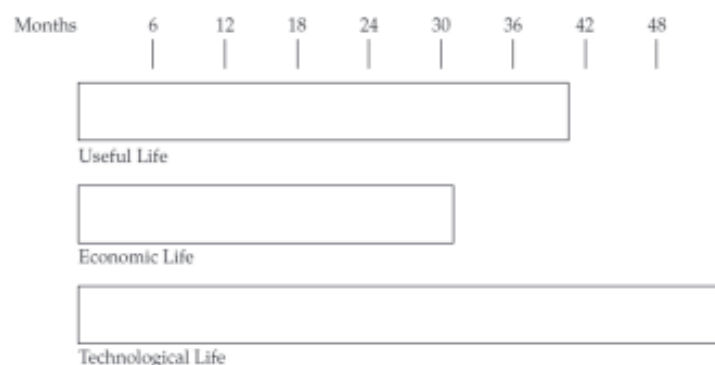 Months 6 12 18 24 30 36 42 48
Useful Life
Economic Life
Technological Life